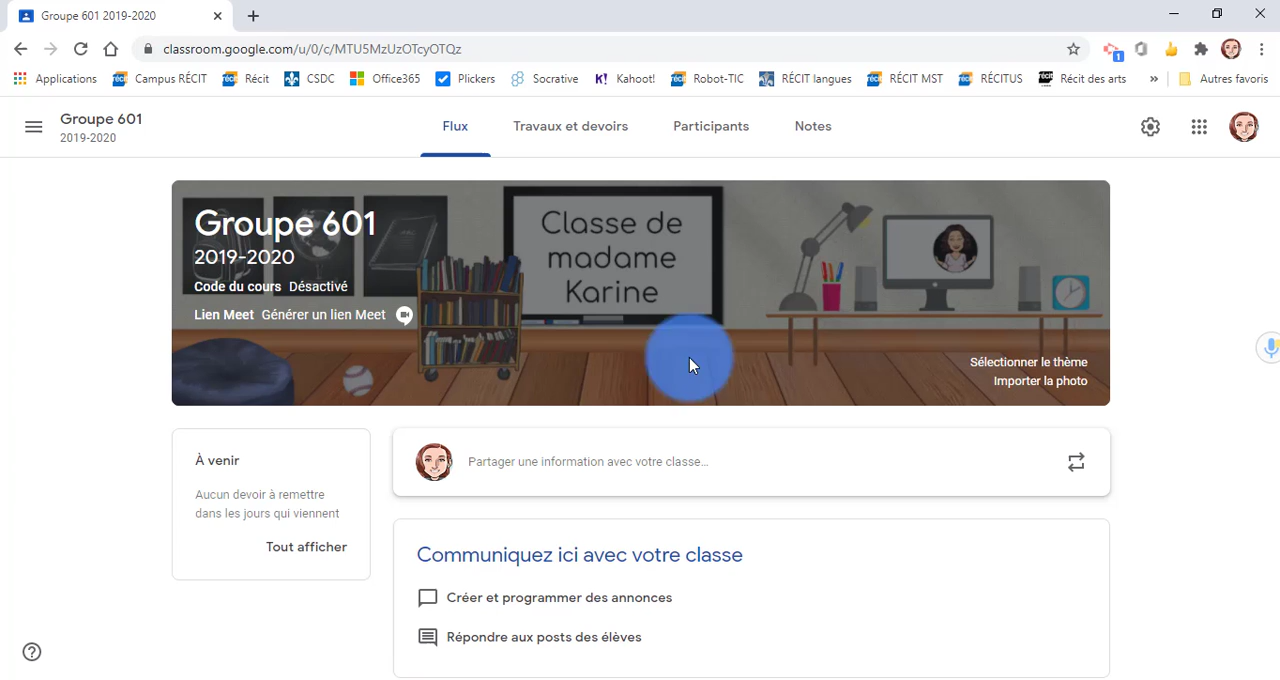 Groupe 601 2019-2020
classroom.google.com/u/0/c/MTU5MzUzOTcyOTQz
1
Applications Campus RÉCIT Récit CSDC Office365 Plickers Socrative K! Kahoot! Robot-TIC RÉCIT langues RÉCIT MST RÉCITUS Récit des arts » Autres favoris
Groupe 601
2019-2020
Flux Travaux et devoirs Participants Notes
Groupe 601
2019-2020
Code du cours Désactivé
Lien Meet Générer un lien Meet
Classe de
madame
Karine
Sélectionner le thème
Importer la photo
À venir
Aucun devoir à remettre
dans les jours qui viennent
Tout afficher
Partager une information avec votre classe...
Communiquez ici avec votre classe
Créer et programmer des annonces
Répondre aux posts des élèves